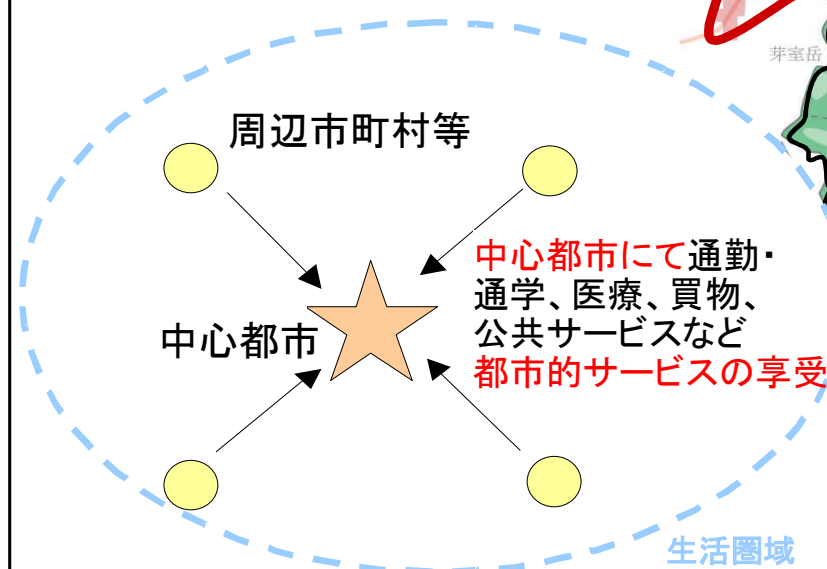 芽室岳
周辺市町村等
中心都市にて通勤・
通学、医療、買物、
公共サービスなど
都市的サービスの享受
中心都市
生活圏域